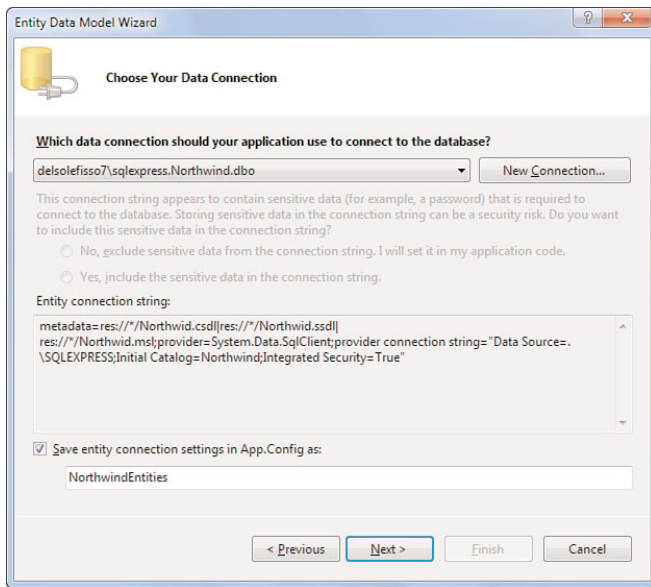 Entity Data Model Wizard
Choose Your Data Connection
Which data connection should your application use to connect to the database?
delsolefisso7\sqlexpress.Northwind.dbo
New Connection...
This connection string appears to contain sensitive data (for example, a password) that is required to
connect to the database. Storing sensitive data in the connection string can be a security risk. Do you want
to include this sensitive data in the connection string?
No, exclude sensitive data from the connection string. I will set it in my application code.
Yes, include the sensitive data in the connection string.
Entity connection string:
metadata=res://*/Northwid.csdl|res://*/Northwid.ssdl|
res://*/Northwid.msl;provider=System.Data.SqlClient;provider connection string="Data Source=.
\SQLEXPRESS;Initial Catalog=Northwind;Integrated Security=True"
Save entity connection settings in App.Config as:
NorthwindEntities
< Previous
Next >
Finish
Cancel